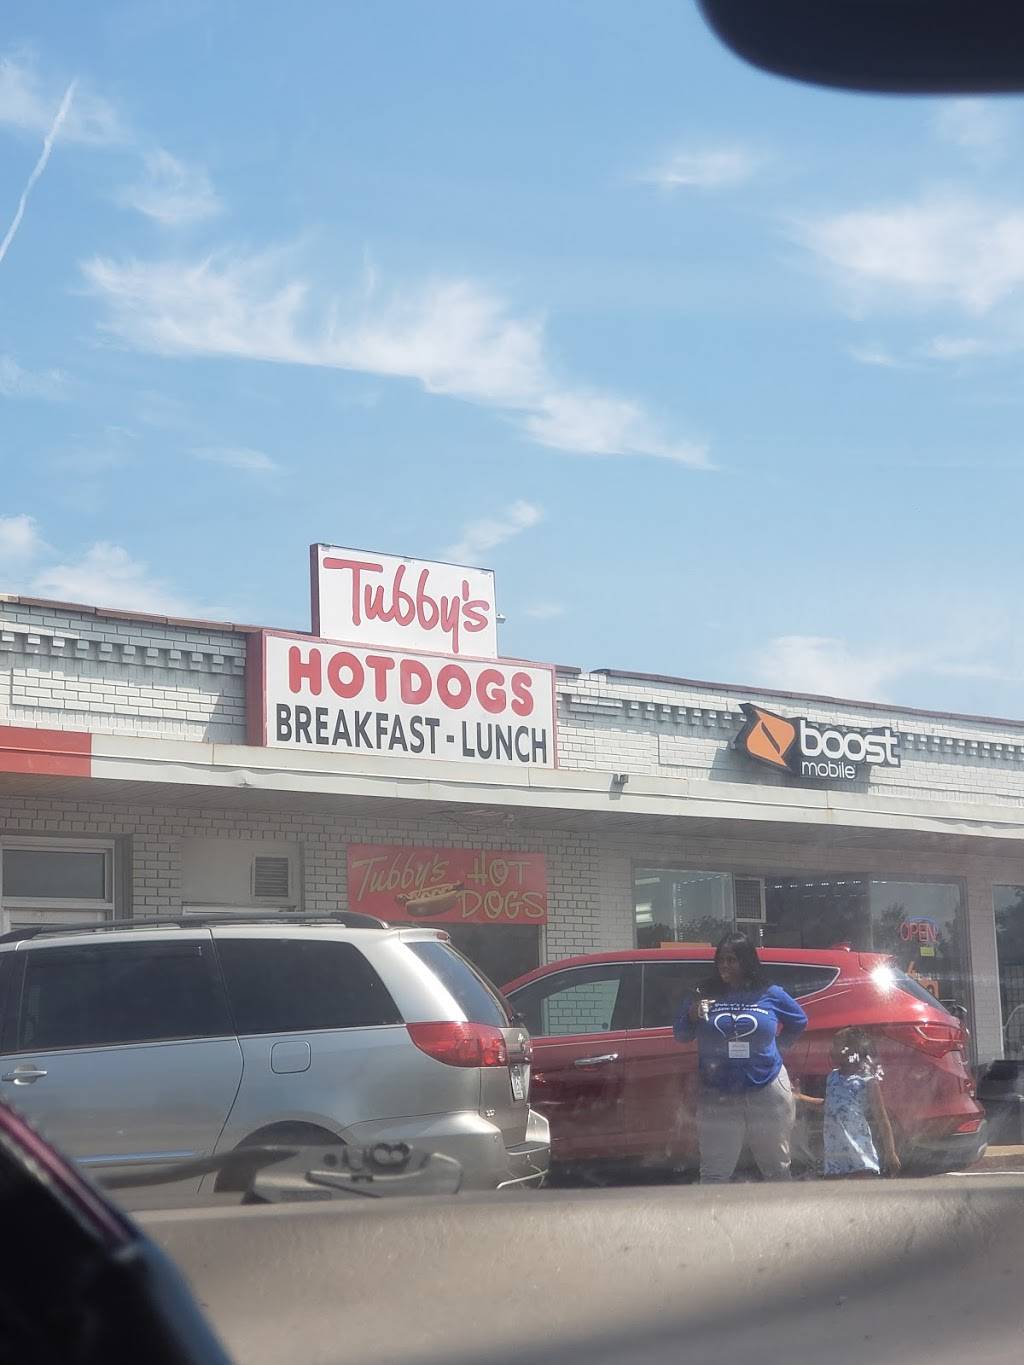 Tubby's
HOTDOGS
BREAKFAST - LUNCH
boost
mobile
Tubby's HOT
DOGS
OPEN